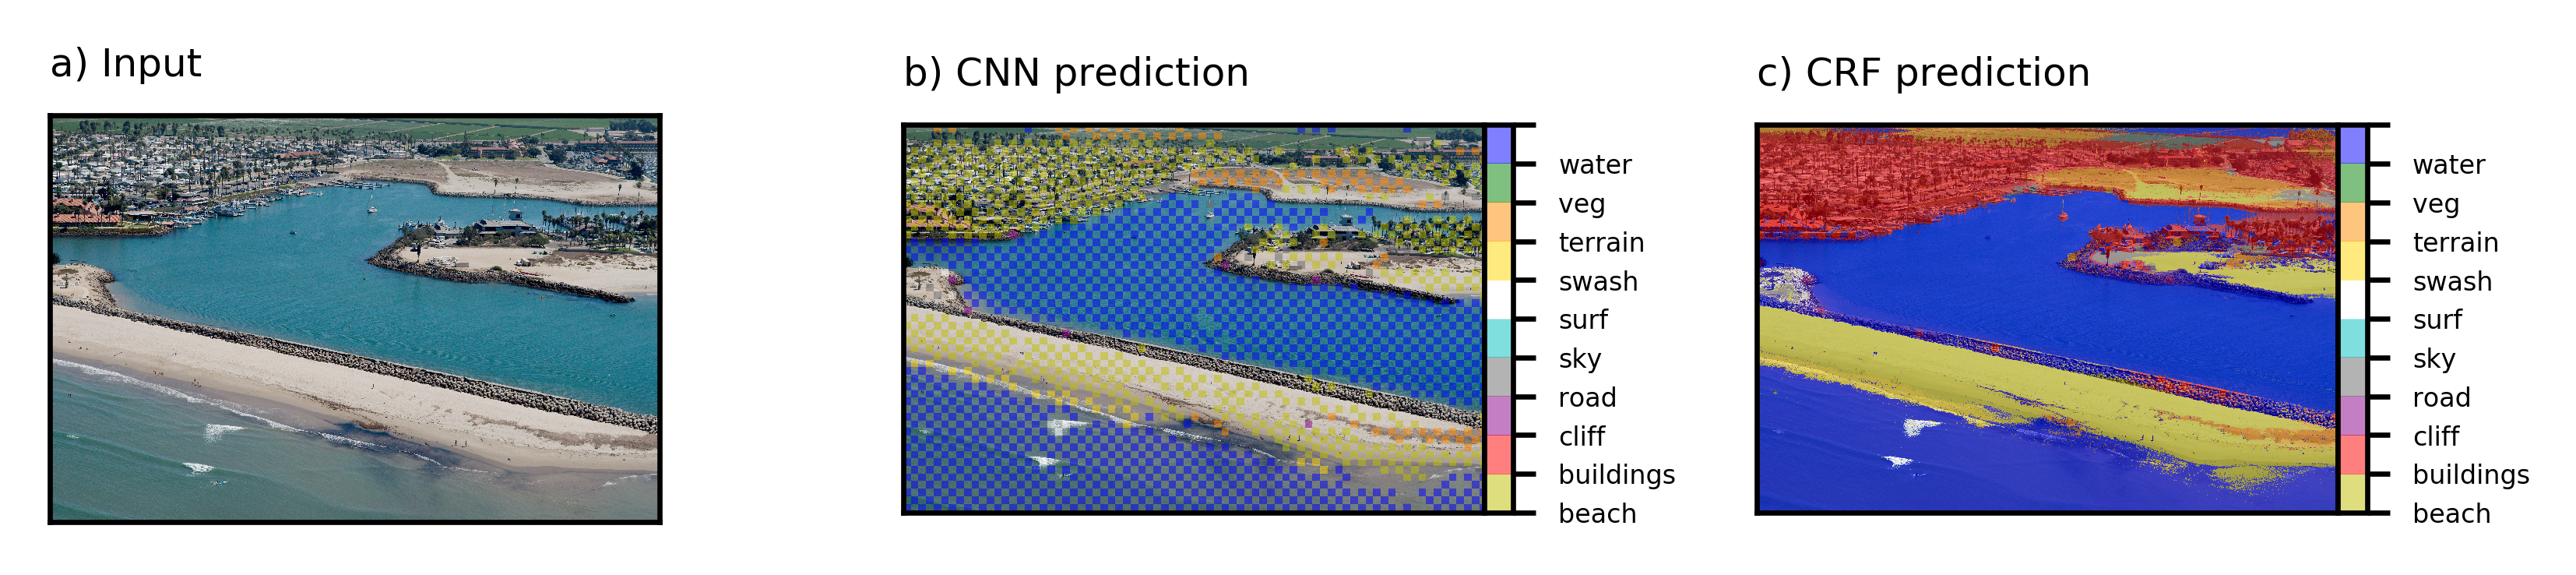 a) Input
b) CNN prediction
water
veg
terrain
swash
surf
sky
road
cliff
buildings
beach
c) CRF prediction
water
veg
terrain
swash
surf
sky
road
cliff
buildings
beach